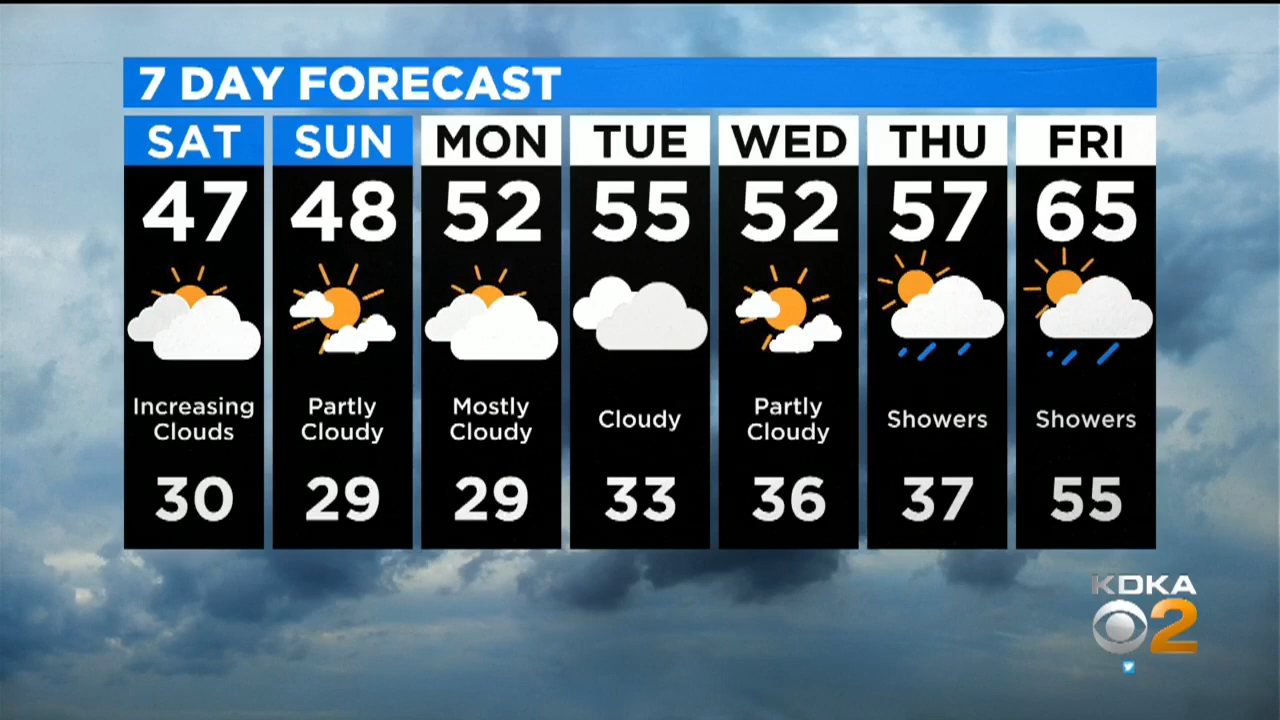 7 DAY FORECAST
SAT SUN MON TUE WED THU FRI
47 48 52 55 52 57 65
Increasing Clouds Partly Cloudy Mostly Cloudy Cloudy Partly Cloudy Showers Showers
30 29 29 33 36 37 55
KDKA
2